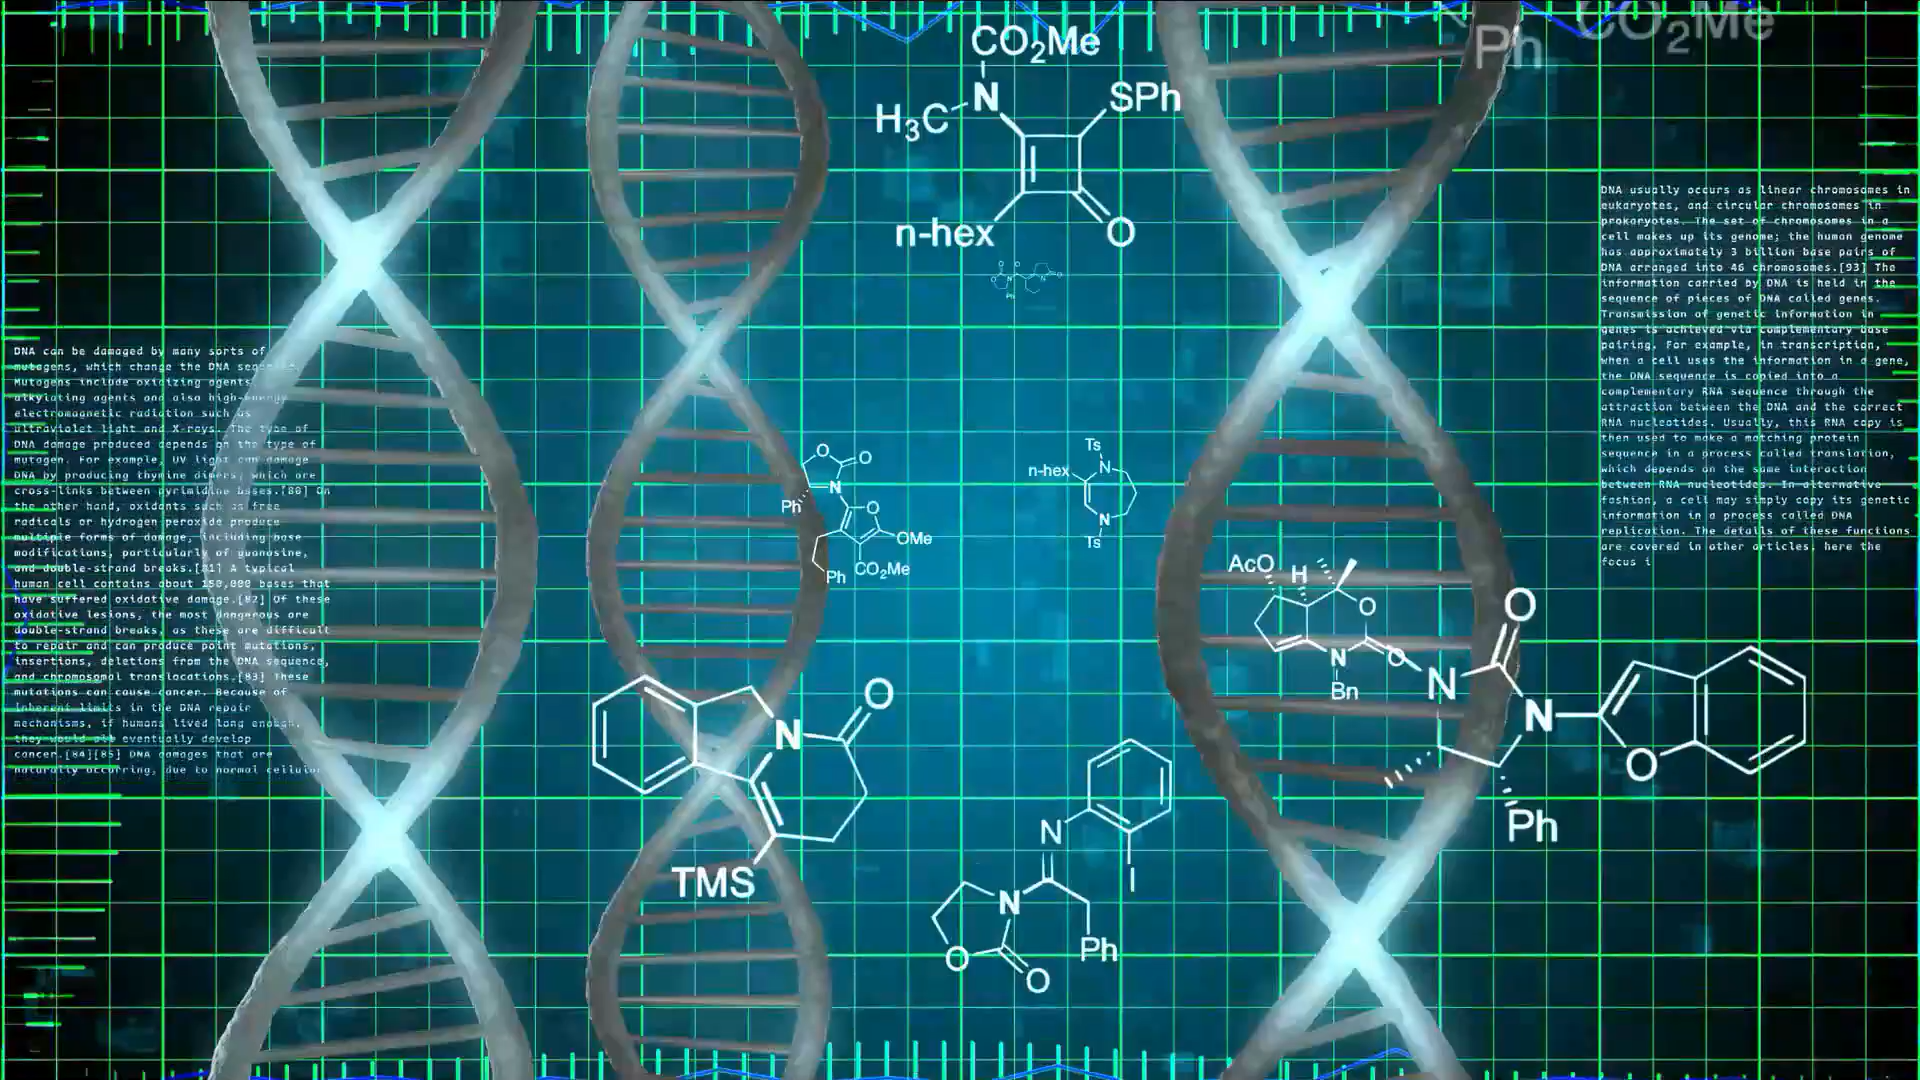 Ph
CO2Me
CO2Me
N
SPh
H3C
n-hex
O
DNA usually occurs as linear chromosomes in
eukaryotes, and circular chromosomes in
prokaryotes. The set of chromosomes in a
cell makes up its genome; the human genome
has approximately 3 billion base pairs of
DNA arranged into 46 chromosomes.[93] The
information carried by DNA is held in the
sequence of pieces of DNA called genes.
Transmission of genetic information in
genes is achieved via complementary base
pairing. For example, in transcription,
when a cell uses the information in a gene,
the DNA sequence is copied into a
complementary RNA sequence through the
attraction between the DNA and the correct
RNA nucleotides. Usually, this RNA copy is
then used to make a matching protein
sequence in a process called translation,
which depends on the same interaction
between RNA nucleotides. In alternative
fashion, a cell may simply copy its genetic
information in a process called DNA
replication. The details of these functions
are covered in other articles. here the
focus i
DNA can be damaged by many sorts of
mutagens, which change the DNA
Mutagens include oxidizing agents,
alkylating agents and also high-energy
electromagnetic radiation such as
ultraviolet light and X-rays. The type of
DNA damage produced depends on the type of
mutagen. For example, UV light can damage
DNA by producing thymine dimers, which are
cross-links between pyrimidine bases.[80] On
the other hand, oxidants such as free
radicals or hydrogen peroxide produce
multiple forms of damage, including base
modifications, particularly of guanosine,
and double-strand breaks.[81] A typical
human cell contains about 150,000 bases that
have suffered oxidative damage.[82] Of these
oxidative lesions, the most dangerous are
double-strand breaks, as these are difficult
to repair and can produce point mutations,
insertions, deletions from the DNA sequence,
and chromosomal translocations.[83] These
mutations can cause cancer. Because of
inherent limits in the DNA repair
mechanisms, if humans lived long enough,
they would all eventually develop
cancer.[84][85] DNA damages that are
naturally occurring, due to normal cellular
O
O
N
Ph
O
OMe
CO2Me
Ph
Ts
n-hex
N
N
Ts
AcO
H
O
O
N
Bn
O
N
N
O
Ph
N
O
TMS
N
I
N
O
O
Ph